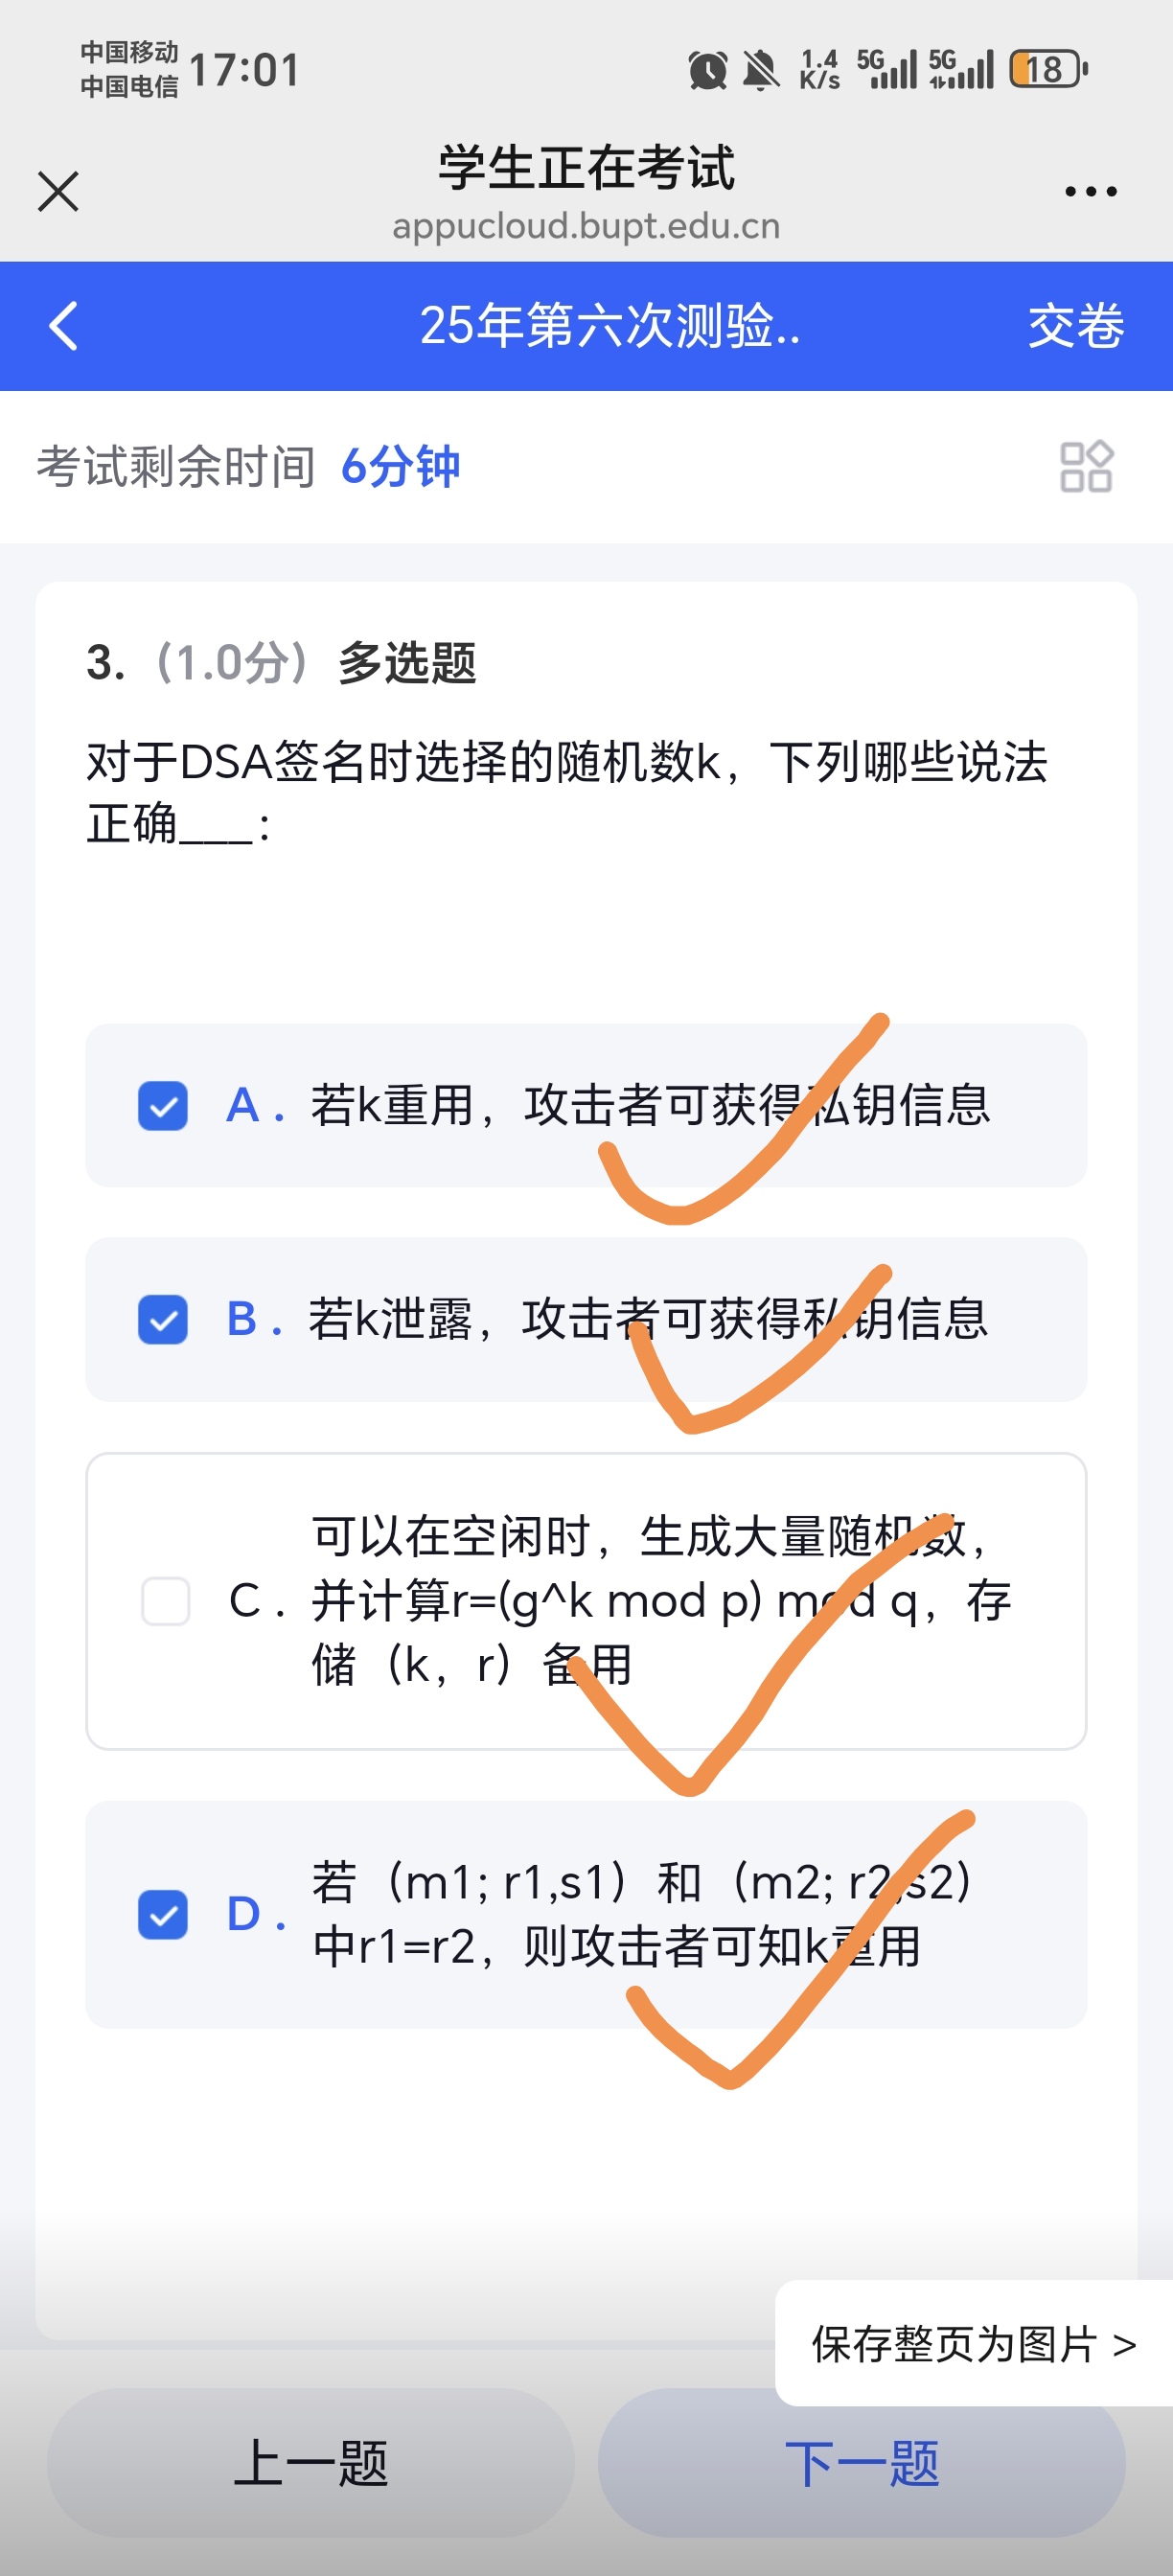 中国移动
中国电信
17:01
1.4
K/s
5G
5G
18
学生正在考试
appucloud.bupt.edu.cn
25年第六次测验..
交卷
考试剩余时间 6分钟
3. (1.0分) 多选题
对于DSA签名时选择的随机数k，下列哪些说法
正确___：
A. 若k重用，攻击者可获得私钥信息
B. 若k泄露，攻击者可获得私钥信息
C. 可以在空闲时，生成大量随机数，
并计算r=(g^k mod p) mod q，存
储（k，r）备用
D. 若（m1; r1,s1）和（m2; r2,s2）
中r1=r2，则攻击者可知k重用
保存整页为图片 >
上一题
下一题